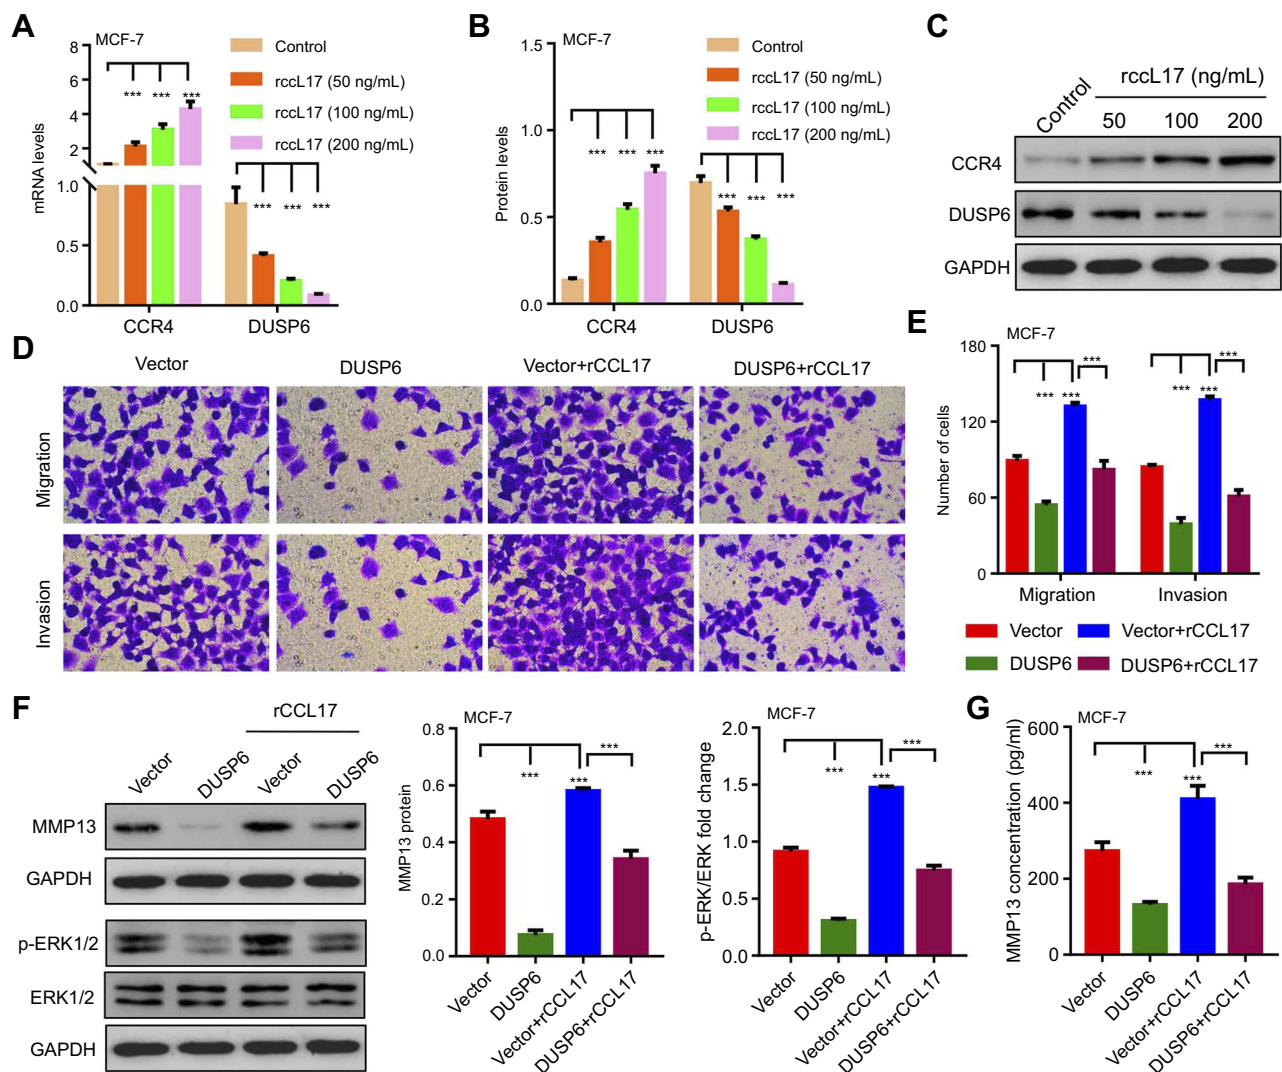 A
MCF-7
mRNA levels
8
6
4
2
1.0
0.5
0.0
Control
rccL17 (50 ng/mL)
rccL17 (100 ng/mL)
rccL17 (200 ng/mL)
*** *** ***
*** *** ***
CCR4 DUSP6
B
MCF-7
Protein levels
1.5
1.0
0.5
0.0
Control
rccL17 (50 ng/mL)
rccL17 (100 ng/mL)
rccL17 (200 ng/mL)
*** *** ***
*** *** ***
CCR4 DUSP6
C
rccL17 (ng/mL)
Control 50 100 200
CCR4
DUSP6
GAPDH
D
Vector DUSP6 Vector+rCCL17 DUSP6+rCCL17
Migration
Invasion
E
MCF-7
Number of cells
180
120
60
0
*** *** ***
*** *** ***
Migration Invasion
Vector Vector+rCCL17
DUSP6 DUSP6+rCCL17
F
rCCL17
Vector DUSP6 Vector DUSP6
MMP13
GAPDH
p-ERK1/2
ERK1/2
GAPDH
MCF-7
MMP13 protein
0.8
0.6
0.4
0.2
0.0
*** *** ***
Vector DUSP6 Vector+rCCL17 DUSP6+rCCL17
MCF-7
p-ERK/ERK fold change
2.0
1.5
1.0
0.5
0.0
*** *** ***
Vector DUSP6 Vector+rCCL17 DUSP6+rCCL17
G
MCF-7
MMP13 concentration (pg/ml)
600
400
200
0
*** *** ***
Vector DUSP6 Vector+rCCL17 DUSP6+rCCL17